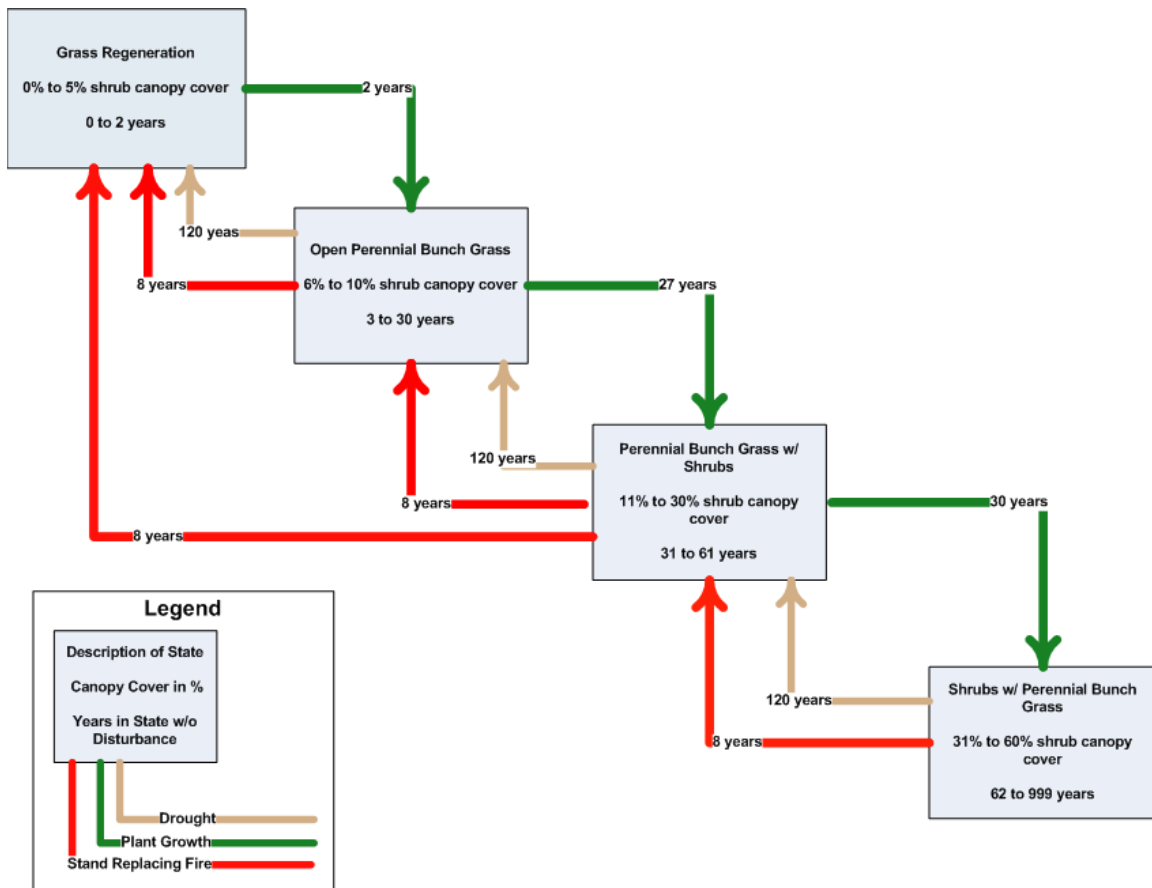 Grass Regeneration
0% to 5% shrub canopy cover
0 to 2 years
2 years
120 yeas
8 years
Open Perennial Bunch Grass
6% to 10% shrub canopy cover
3 to 30 years
27 years
120 years
8 years
8 years
Perennial Bunch Grass w/
Shrubs
11% to 30% shrub canopy
cover
31 to 61 years
30 years
120 years
8 years
Shrubs w/ Perennial Bunch
Grass
31% to 60% shrub canopy
cover
62 to 999 years
Legend
Description of State
Canopy Cover in %
Years in State w/o
Disturbance
Drought
Plant Growth
Stand Replacing Fire